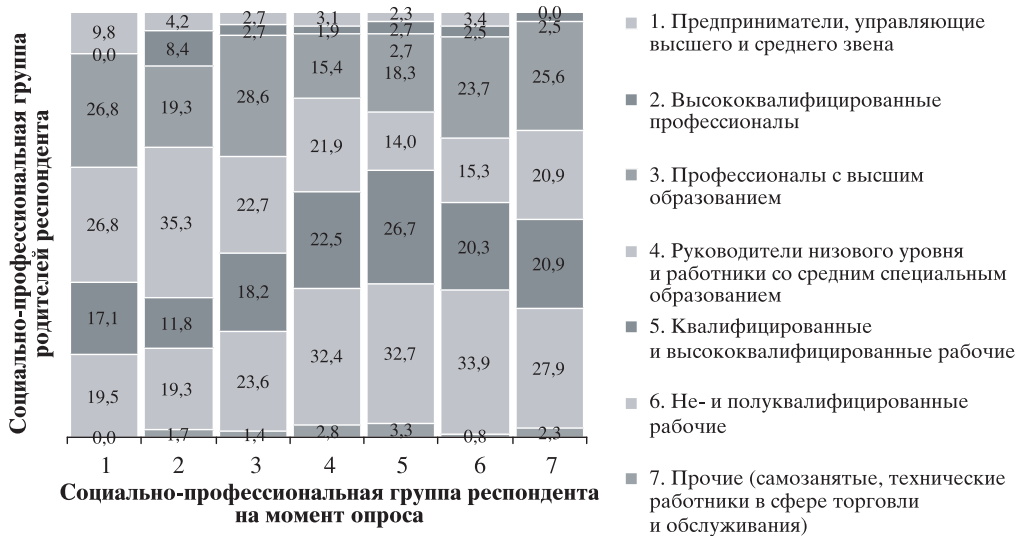 Социально-профессиональная группа
родителей респондента
9,8
0,0
26,8
26,8
17,1
19,5
0,0
4,2
8,4
19,3
35,3
11,8
19,3
1,7
2,7
2,7
28,6
22,7
18,2
23,6
1,4
3,1
1,9
15,4
21,9
22,5
32,4
2,8
2,3
2,7
2,7
18,3
14,0
26,7
32,7
3,3
3,4
2,5
23,7
15,3
20,3
33,9
0,8
0,0
2,5
25,6
20,9
20,9
27,9
2,3
1 2 3 4 5 6 7
Социально-профессиональная группа респондента
на момент опроса
1. Предприниматели, управляющие
высшего и среднего звена
2. Высококвалифицированные
профессионалы
3. Профессионалы с высшим
образованием
4. Руководители низового уровня
и работники со средним специальным
образованием
5. Квалифицированные
и высококвалифицированные рабочие
6. Не- и полуквалифицированные
рабочие
7. Прочие (самозанятые, технические
работники в сфере торговли
и обслуживания)